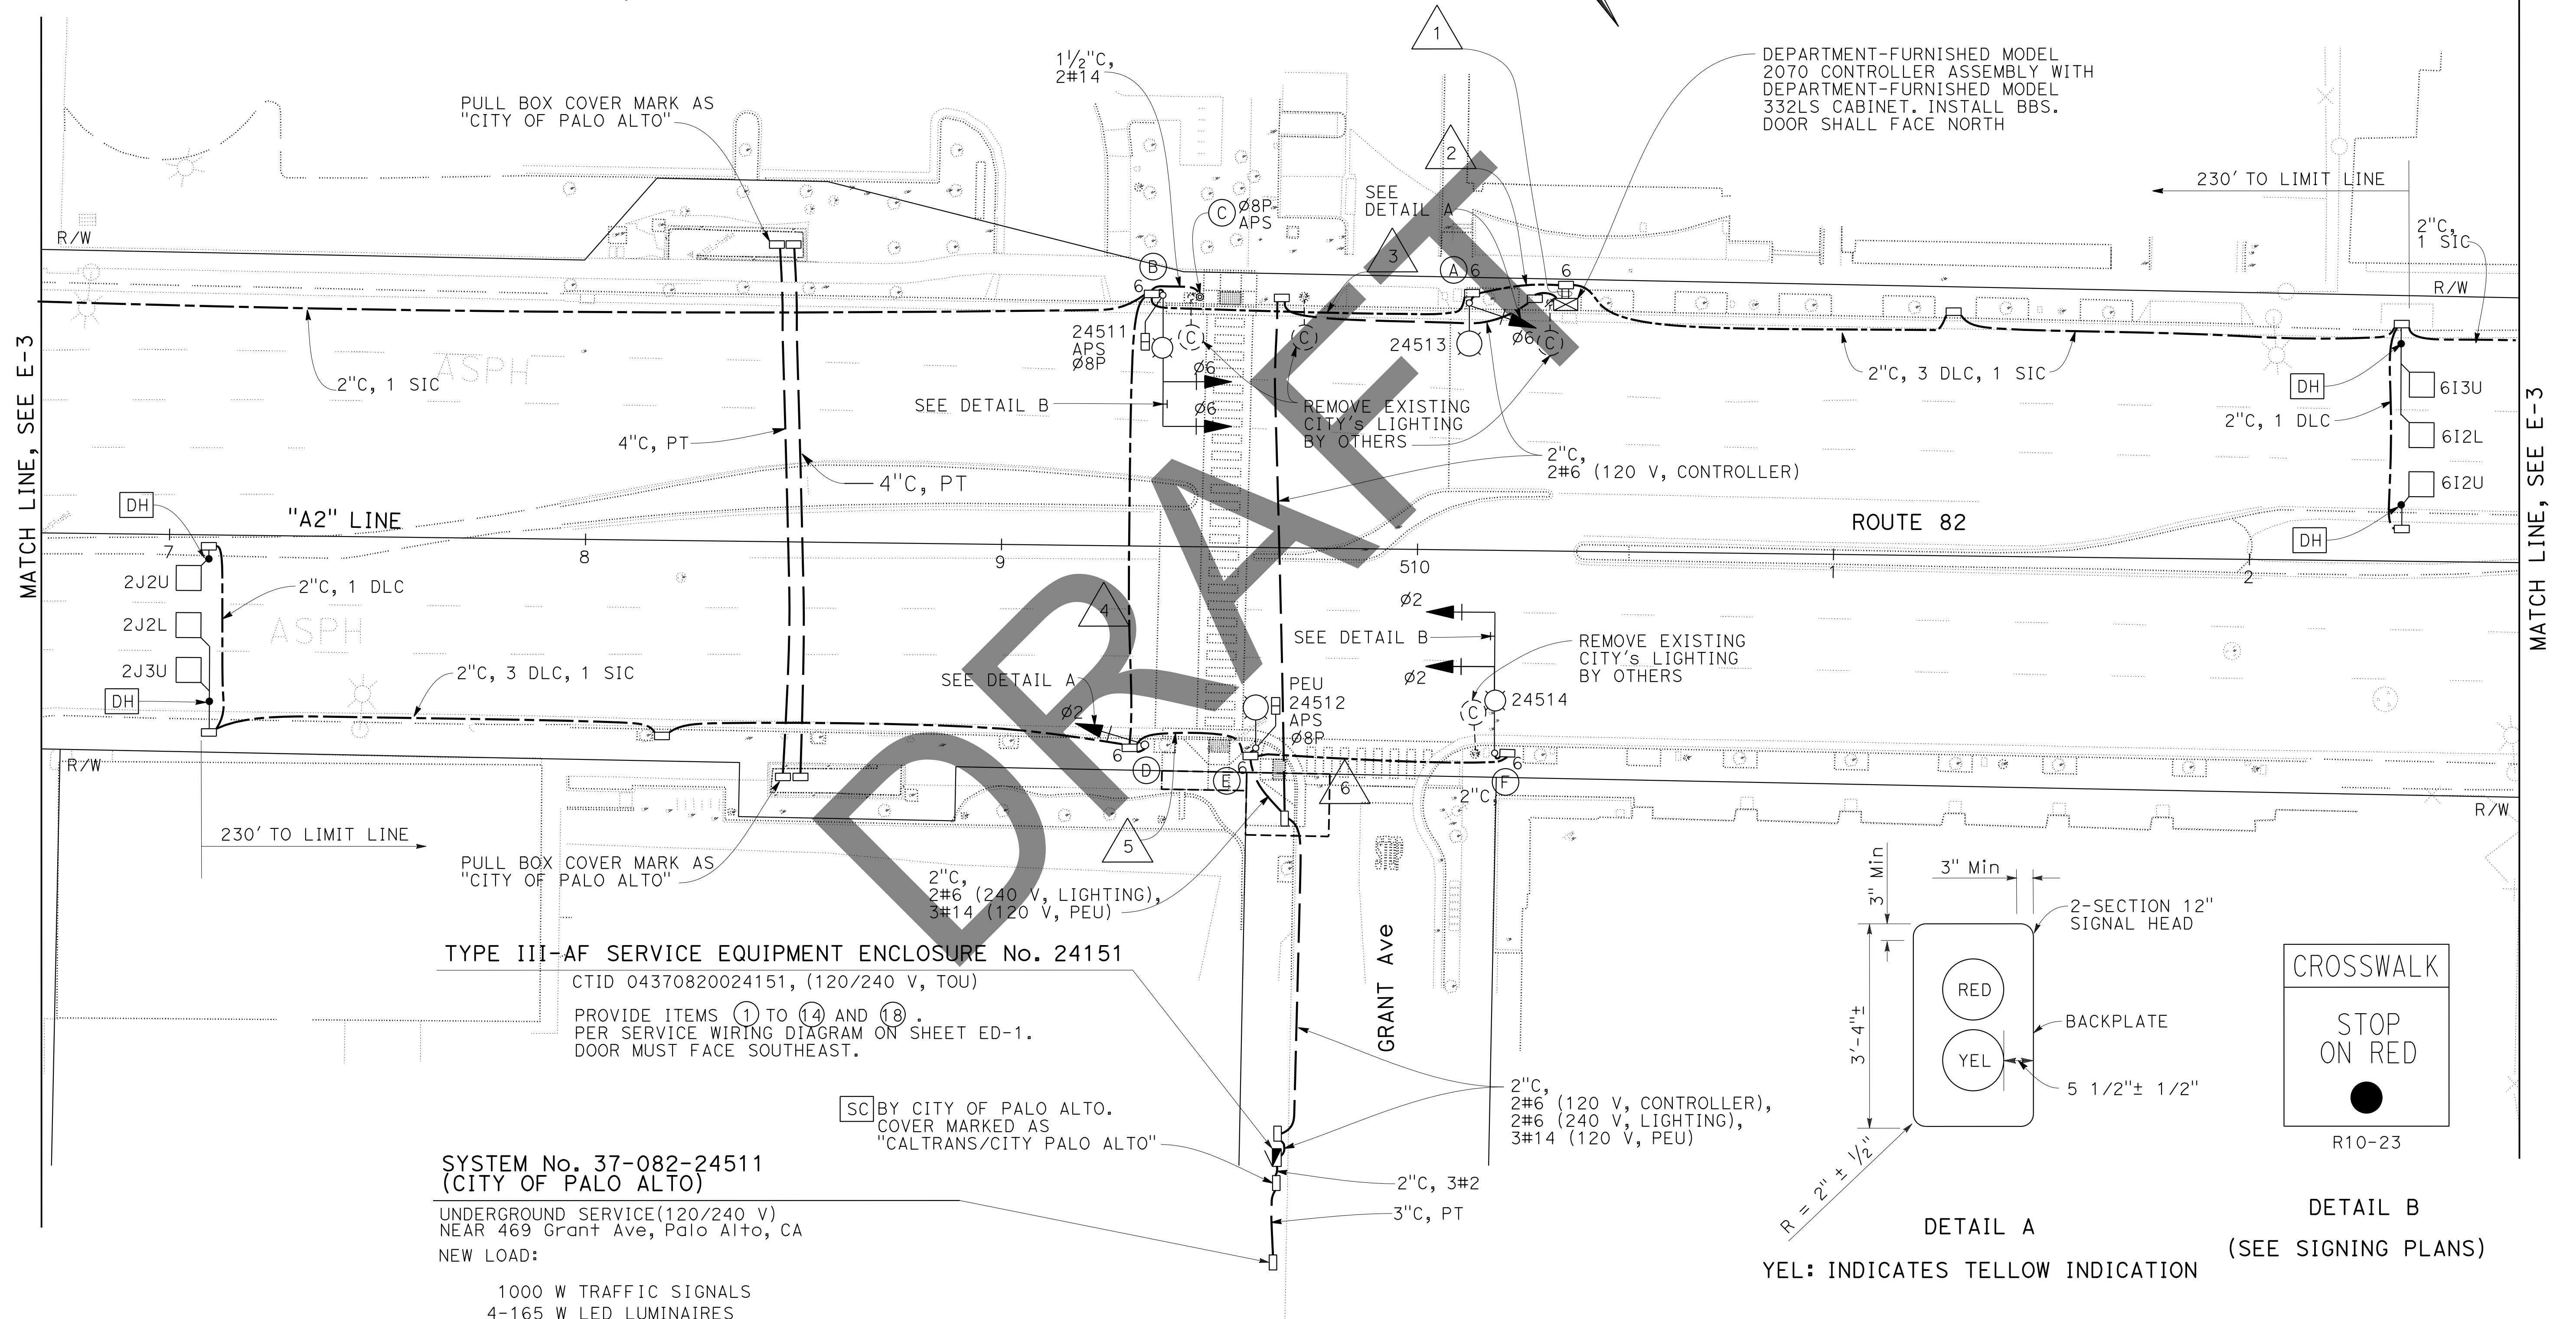 1
1½"C,
2#14
DEPARTMENT-FURNISHED MODEL
2070 CONTROLLER ASSEMBLY WITH
DEPARTMENT-FURNISHED MODEL
332LS CABINET. INSTALL BBS.
DOOR SHALL FACE NORTH
PULL BOX COVER MARK AS
"CITY OF PALO ALTO"
2
SEE
DETAIL A
230' TO LIMIT LINE
C
Ø8P
APS
2"C,
1 SIC
R/W
3
B
A
6
6
6
R/W
24511
APS
Ø8P
C
C
24513
Ø6
C
2"C, 1 SIC
ASPH
Ø6
2"C, 3 DLC, 1 SIC
DH
6I3U
MATCH LINE, SEE E-3
SEE DETAIL B
Ø6
REMOVE EXISTING
CITY's LIGHTING
BY OTHERS
2"C, 1 DLC
6I2L
MATCH LINE, SEE E-3
4"C, PT
2"C,
2#6 (120 V, CONTROLLER)
4"C, PT
6I2U
DH
"A2" LINE
ROUTE 82
DH
7
8
9
510
1
2
2J2U
2"C, 1 DLC
Ø2
4
2J2L
ASPH
SEE DETAIL B
REMOVE EXISTING
CITY's LIGHTING
BY OTHERS
2J3U
2"C, 3 DLC, 1 SIC
SEE DETAIL A
Ø2
PEU
24512
APS
Ø8P
24514
DH
Ø2
C
R/W
6
D
E
6
6
F
6
2"C,
R/W
230' TO LIMIT LINE
5
STOP
PULL BOX COVER MARK AS
"CITY OF PALO ALTO"
2"C,
2#6 (240 V, LIGHTING),
3#14 (120 V, PEU)
3" Min
3" Min
2-SECTION 12"
SIGNAL HEAD
GRANT Ave
TYPE III-AF SERVICE EQUIPMENT ENCLOSURE No. 24151
CTID 04370820024151, (120/240 V, TOU)
PROVIDE ITEMS 1 TO 14 AND 18 .
PER SERVICE WIRING DIAGRAM ON SHEET ED-1.
DOOR MUST FACE SOUTHEAST.
3'-4"±
RED
YEL
BACKPLATE
5 1/2"± 1/2"
R = 2" ± 1/2"
CROSSWALK
STOP
ON RED
R10-23
SC BY CITY OF PALO ALTO.
COVER MARKED AS
"CALTRANS/CITY PALO ALTO"
2"C,
2#6 (120 V, CONTROLLER),
2#6 (240 V, LIGHTING),
3#14 (120 V, PEU)
SYSTEM No. 37-082-24511
(CITY OF PALO ALTO)
2"C, 3#2
3"C, PT
UNDERGROUND SERVICE(120/240 V)
NEAR 469 Grant Ave, Palo Alto, CA
NEW LOAD:
1000 W TRAFFIC SIGNALS
4-165 W LED LUMINAIRES
DETAIL A
YEL: INDICATES TELLOW INDICATION
DETAIL B
(SEE SIGNING PLANS)
DRAFT